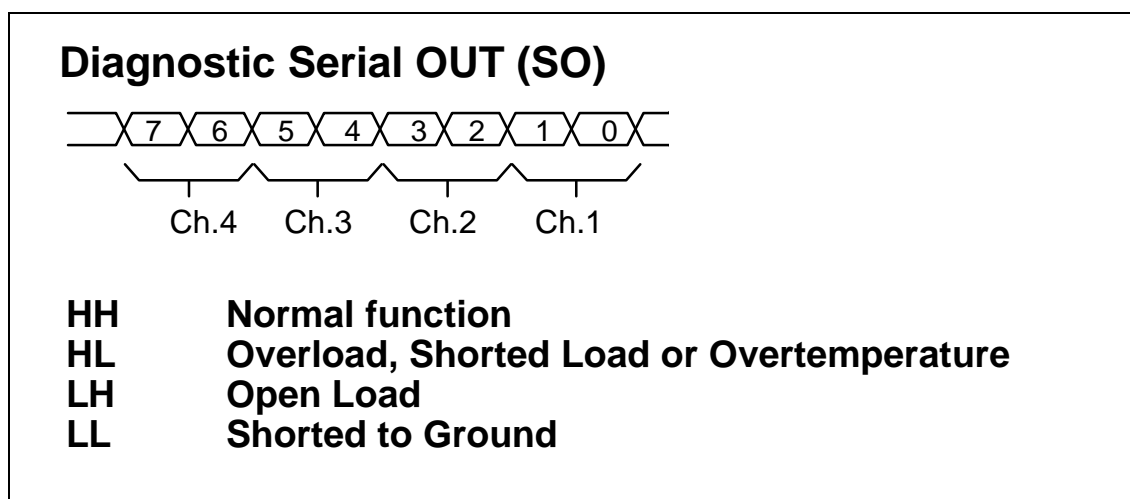 Diagnostic Serial OUT (SO)
7 6 5 4 3 2 1 0
Ch.4 Ch.3 Ch.2 Ch.1
HH Normal function
HL Overload, Shorted Load or Overtemperature
LH Open Load
LL Shorted to Ground